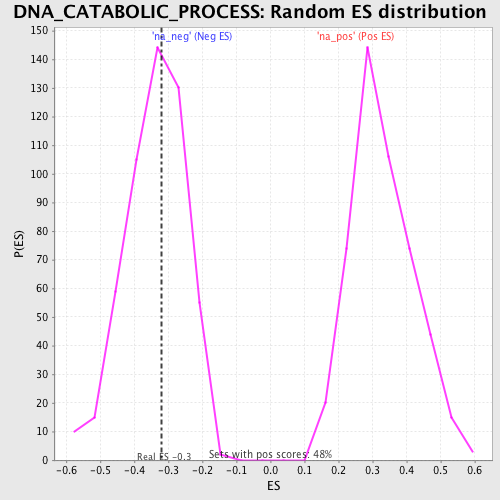 DNA_CATABOLIC_PROCESS: Random ES distribution
'na_neg' (Neg ES)
'na_pos' (Pos ES)
150
140
130
120
110
100
90
80
70
60
50
40
30
20
10
0
P(ES)
Real ES -0.3
Sets with pos scores: 48%
-0.6 -0.5 -0.4 -0.3 -0.2 -0.1 0.0 0.1 0.2 0.3 0.4 0.5 0.6
ES